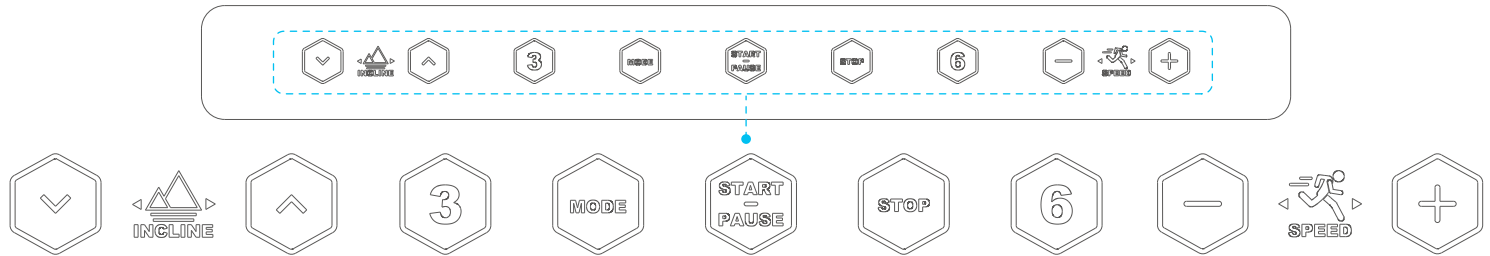 INCLINE
3
MODE
START
PAUSE
STOP
6
SPEED
INCLINE
3
MODE
START
PAUSE
STOP
6
SPEED